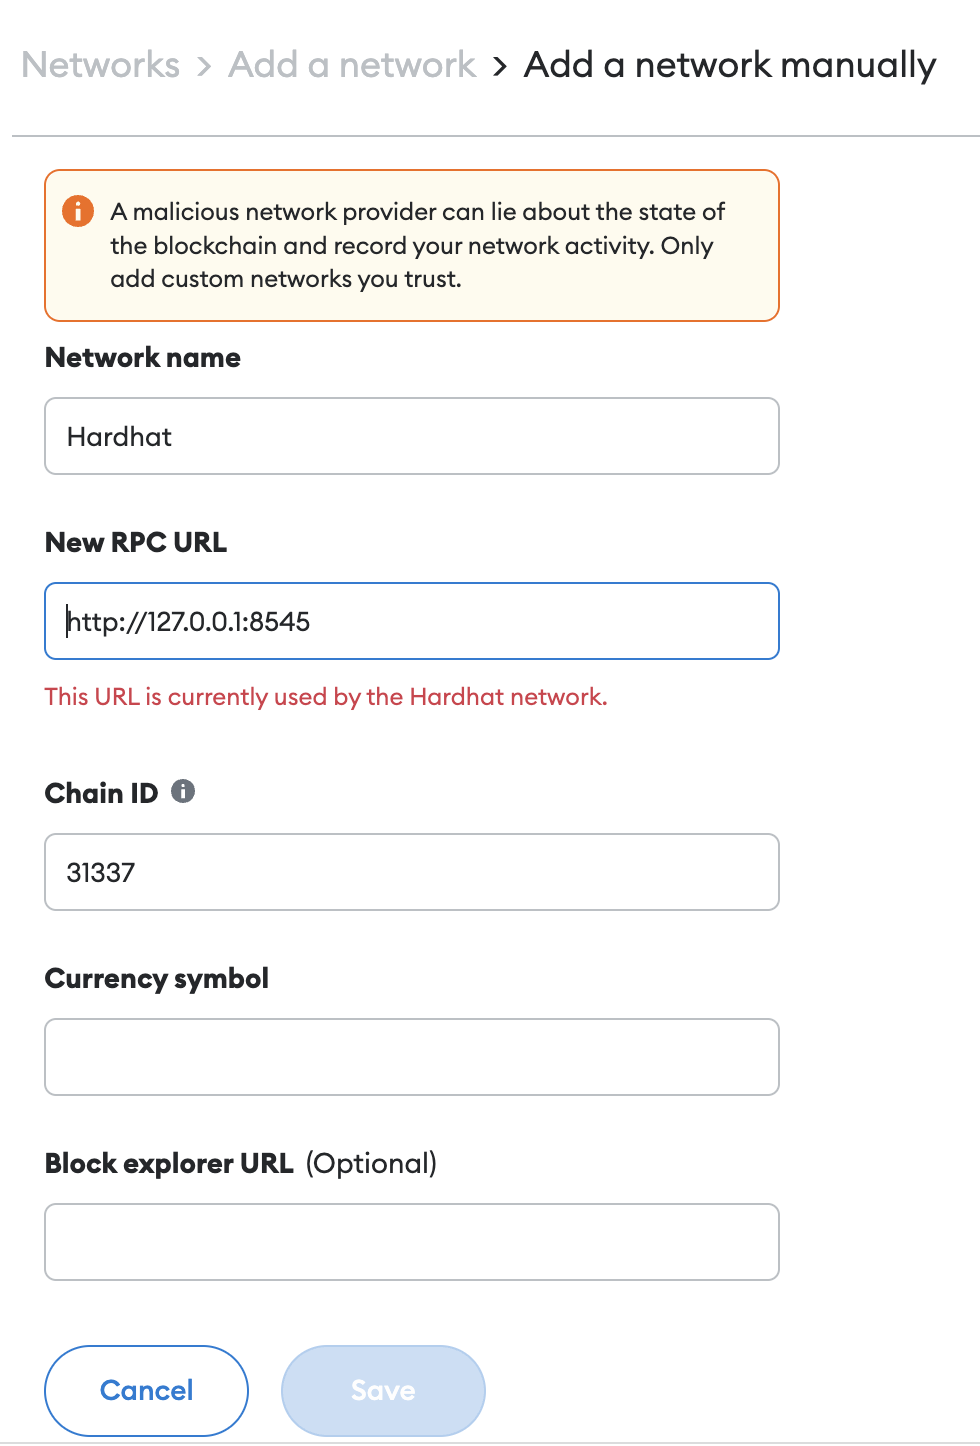 Networks > Add a network > Add a network manually
A malicious network provider can lie about the state of
the blockchain and record your network activity. Only
add custom networks you trust.
Network name
Hardhat
New RPC URL
http://127.0.0.1:8545
This URL is currently used by the Hardhat network.
Chain ID
31337
Currency symbol
Block explorer URL (Optional)
Cancel Save